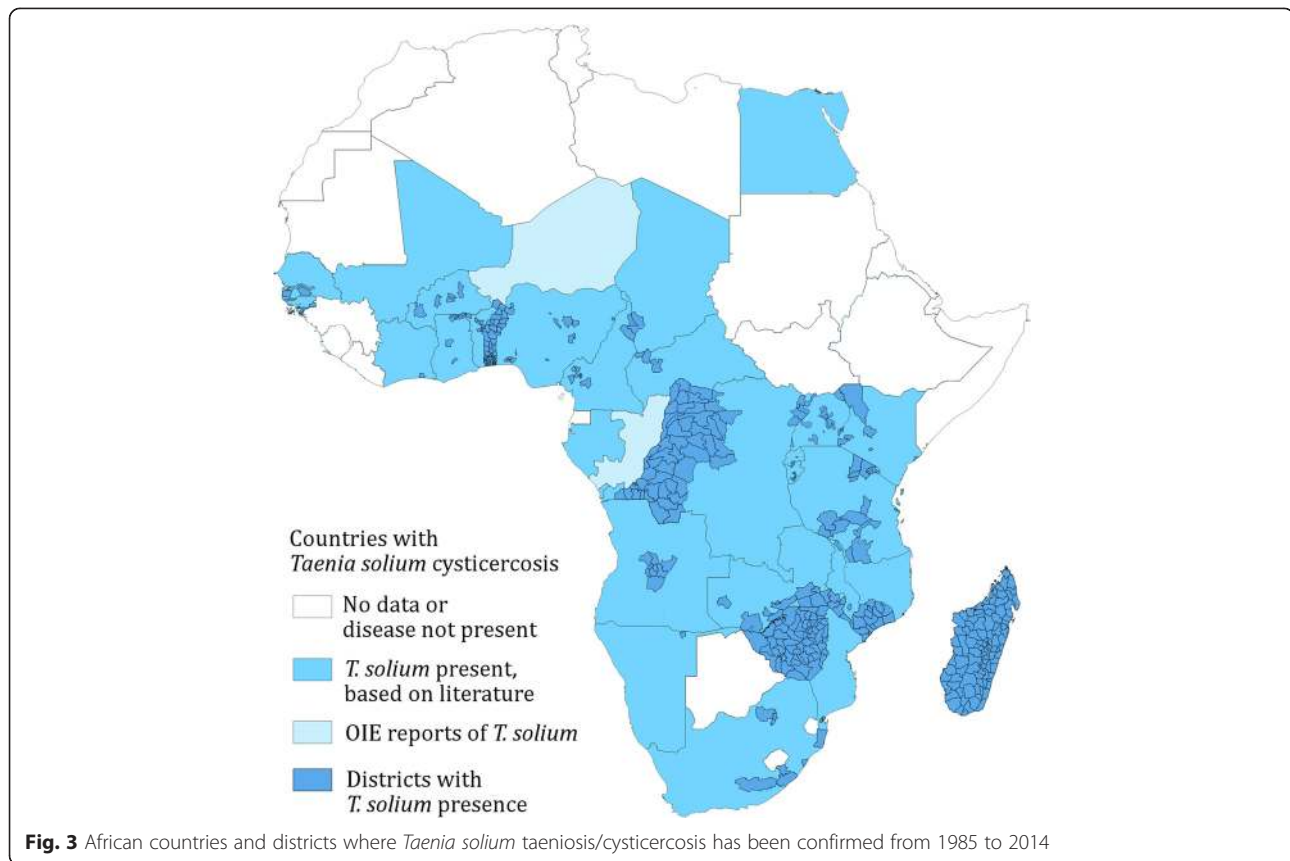 Countries with
Taenia solium cysticercosis
No data or
disease not present
T. solium present,
based on literature
OIE reports of T. solium
Districts with
T. solium presence
Fig. 3 African countries and districts where Taenia solium taeniosis/cysticercosis has been confirmed from 1985 to 2014